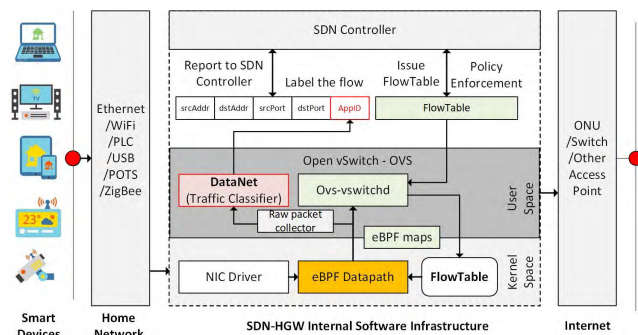 SDN Controller
Report to SDN
Controller
Label the flow
Issue
FlowTable
Policy
Enforcement
srcAddr dstAddr srcPort dstPort AppID
FlowTable
Ethernet
/WiFi
/PLC
/USB
/POTS
/ZigBee
TV
23°
Open vSwitch - OVS
DataNet
(Traffic Classifier)
Ovs-vswitchd
Raw packet
collector
eBPF maps
User
Space
NIC Driver
eBPF Datapath
FlowTable
Kernel
Space
ONU
/Switch
/Other
Access
Point
Smart
Devices
Home
Network
SDN-HGW Internal Software Infrastructure
Internet